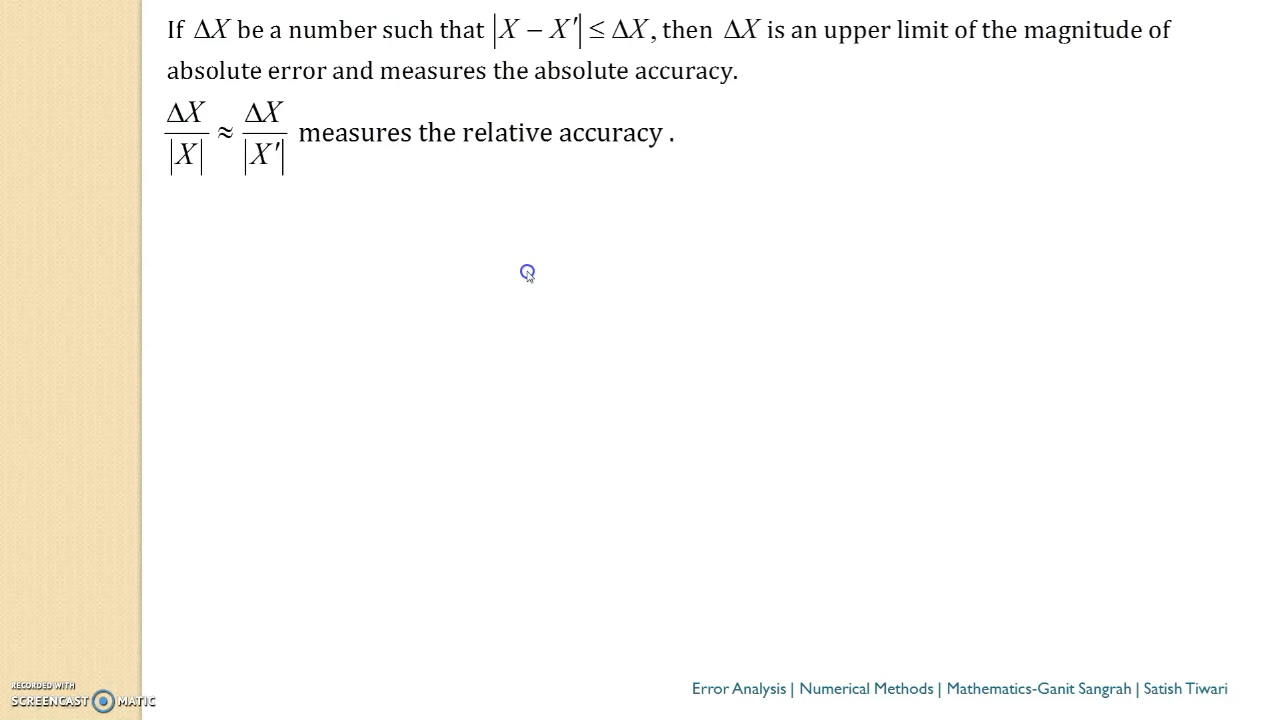 If ΔX be a number such that |X − X′| ≤ ΔX, then ΔX is an upper limit of the magnitude of
absolute error and measures the absolute accuracy.
ΔX/|X| ≈ ΔX/|X′| measures the relative accuracy .
RECORDED WITH
SCREENCAST MATIC
Error Analysis | Numerical Methods | Mathematics-Ganit Sangrah | Satish Tiwari